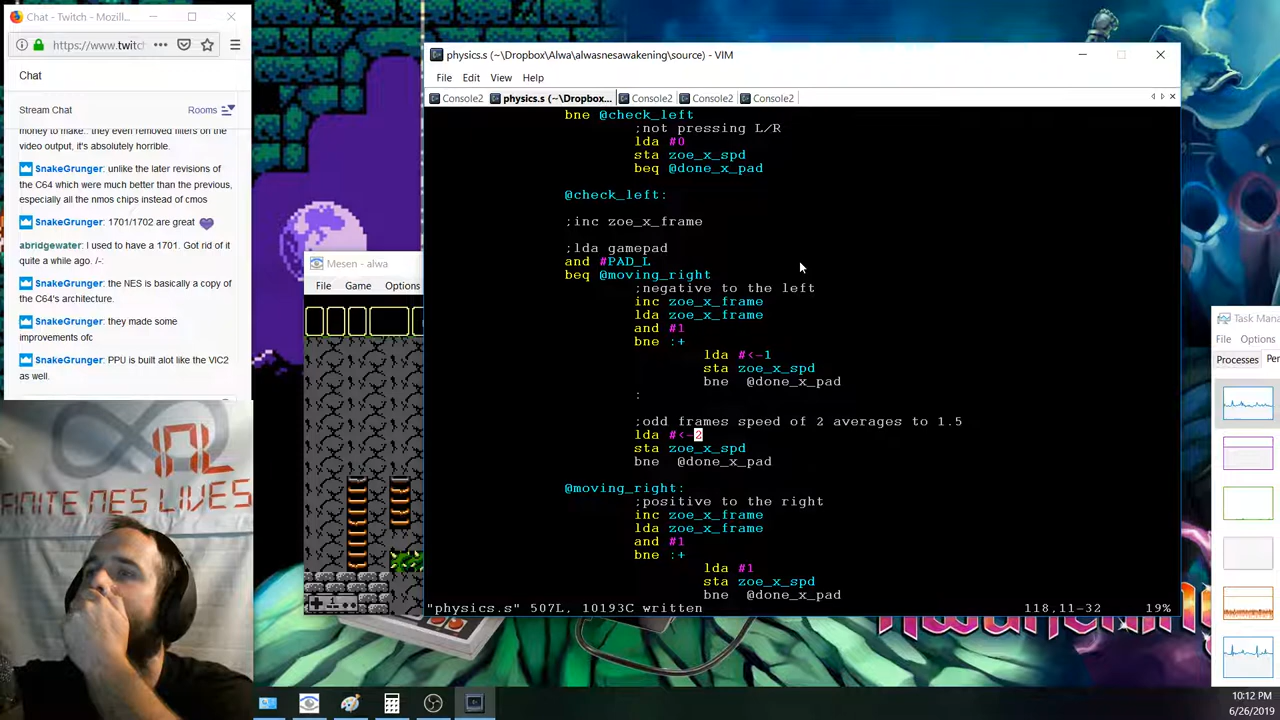 Chat - Twitch - Mozill...
https://www.twitch
Chat
Stream Chat
Rooms
money to make.. they even removed filters on the
video output, it's absolutely horrible.
SnakeGrunger: unlike the later revisions of
the C64 which were much better than the previous,
especially all the nmos chips instead of cmos
SnakeGrunger: 1701/1702 are great
abridgewater: I used to have a 1701. Got rid of it
quite a while ago. /-:
SnakeGrunger: the NES is basically a copy of
the C64's architecture.
SnakeGrunger: they made some
improvements ofc
SnakeGrunger: PPU is built alot like the VIC2
as well.
NL
FINITE NES LIVES
Mesen - alwa
File Game Options
physics.s (~\Dropbox\Alwa\alwasnesawakening\source) - VIM
File Edit View Help
Console2 physics.s (~\Dropbox... Console2 Console2 Console2
bne @check_left
;not pressing L/R
lda #0
sta zoe_x_spd
beq @done_x_pad
@check_left:
;inc zoe_x_frame
;lda gamepad
and #PAD_L
beq @moving_right
;negative to the left
inc zoe_x_frame
lda zoe_x_frame
and #1
bne :+
lda #<-1
sta zoe_x_spd
bne @done_x_pad
:
;odd frames speed of 2 averages to 1.5
lda #<-2
sta zoe_x_spd
bne @done_x_pad
@moving_right:
;positive to the right
inc zoe_x_frame
lda zoe_x_frame
and #1
bne :+
lda #1
sta zoe_x_spd
bne @done_x_pad
"physics.s" 507L, 10193C written
118,11-32 19%
Task Mana
File Options
Processes Per
10:12 PM
6/26/2019